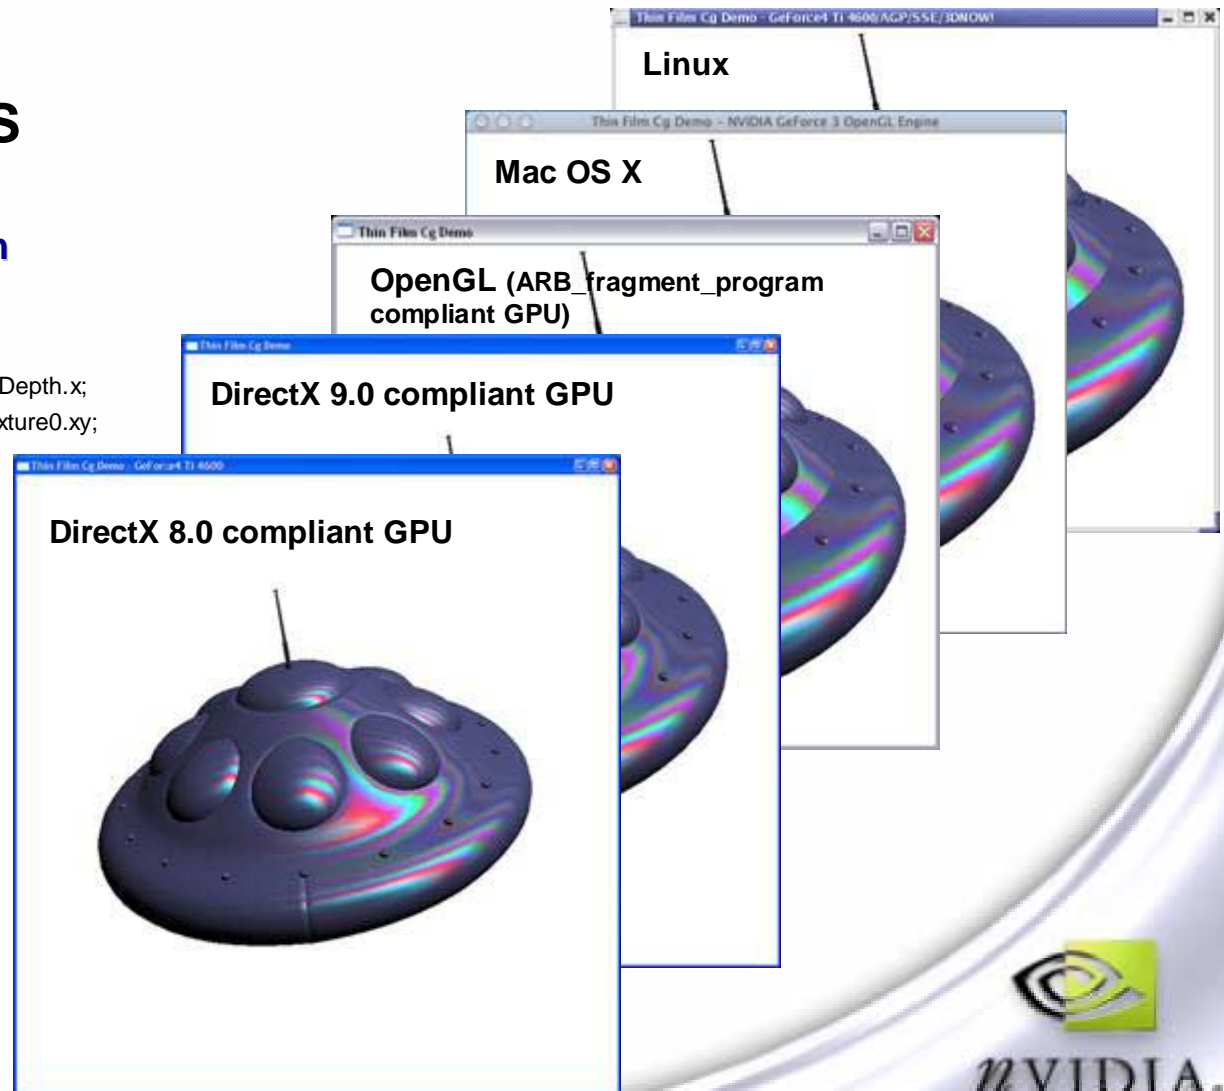 Thin Film Cg Demo - GeForce4 Ti 4600/AGP/SSE/3DNOW!
Linux
S
Thin Film Cg Demo - NVIDIA GeForce 3 OpenGL Engine
Mac OS X
n
Thin Film Cg Demo
OpenGL (ARB_fragment_program
compliant GPU)
Thin Film Cg Demo
Depth.x;
xture0.xy;
DirectX 9.0 compliant GPU
Thin Film Cg Demo - GeForce4 Ti 4600
DirectX 8.0 compliant GPU
nVIDIA